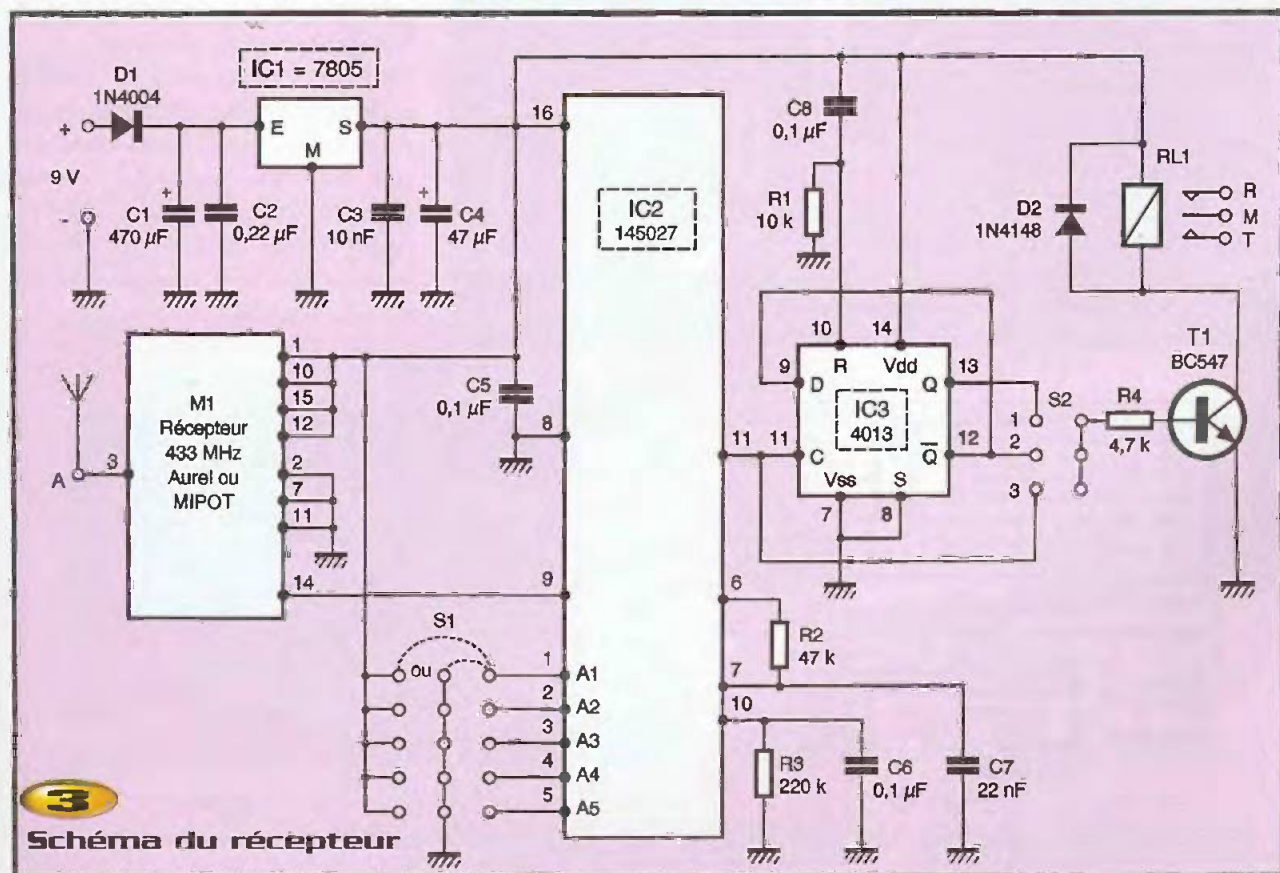 D1
1N4004
IC1 = 7805
+
9 V
-
E
S
M
C1
470 µF
+
C2
0,22 µF
C3
10 nF
+
C4
47 µF
A
3
M1
Récepteur
433 MHz
Aurel ou
MIPOT
1
10
15
12
2
7
11
14
C5
0,1 µF
16
8
9
IC2
145027
S1
ou
1
A1
2
A2
3
A3
4
A4
5
A5
11
6
7
10
C8
0,1 µF
R1
10 k
10
14
R
Vdd
9
D
Q
13
IC3
4013
11
C
Q
12
Vss
S
7
8
S2
1
2
3
R4
4,7 k
T1
BC547
D2
1N4148
RL1
R
M
T
R2
47 k
R3
220 k
C6
0,1 µF
C7
22 nF
3
Schéma du récepteur